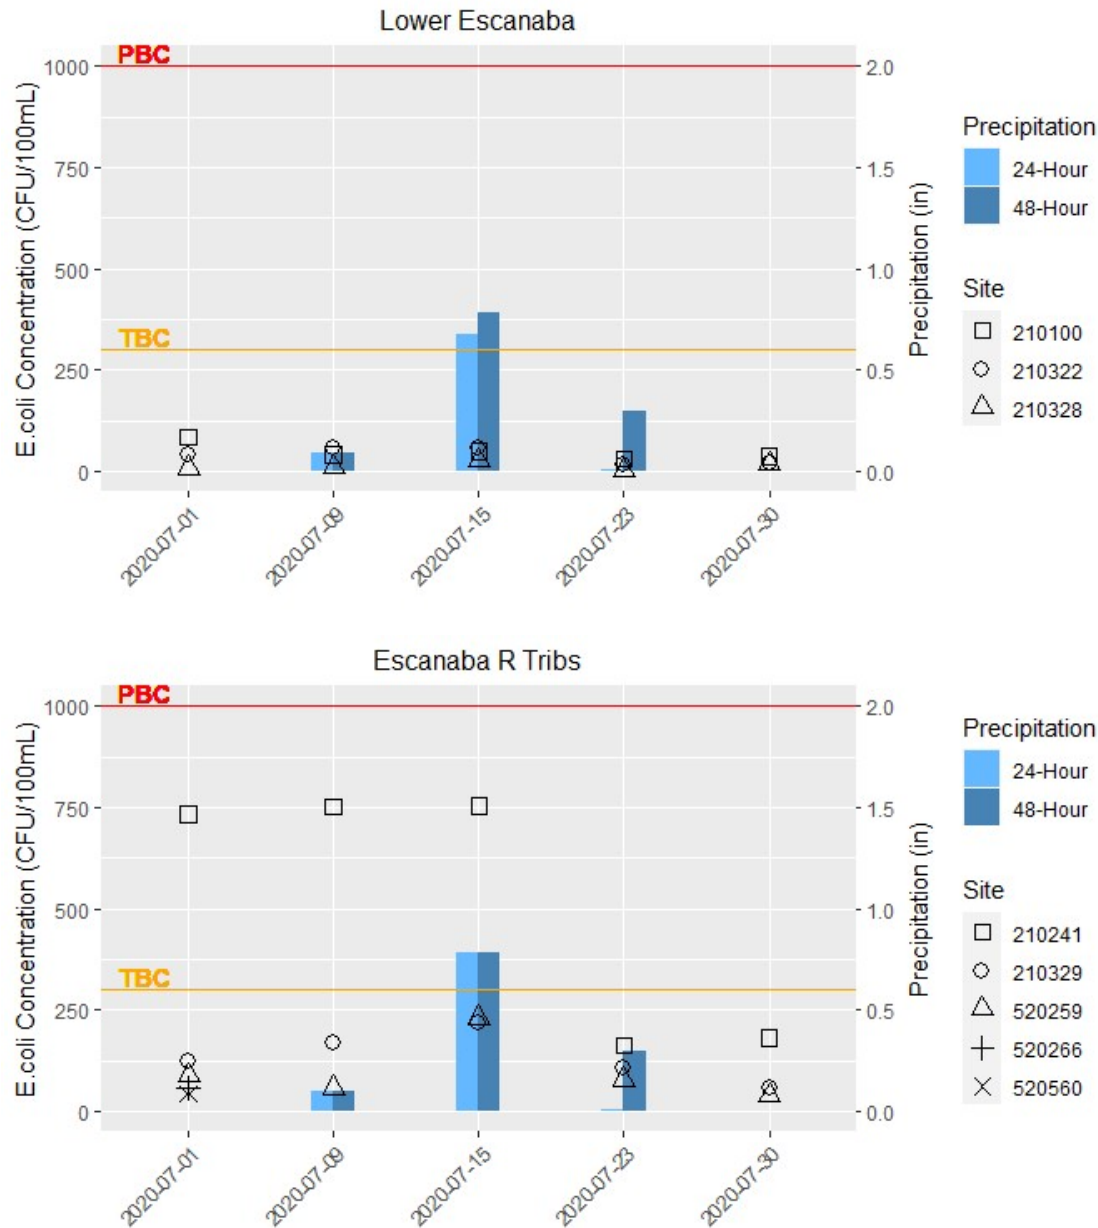 Lower Escanaba
PBC
1000
750
500
TBC
250
0
E.coli Concentration (CFU/100mL)
2.0
1.5
1.0
0.5
0.0
Precipitation (in)
2020-07-01
2020-07-09
2020-07-15
2020-07-23
2020-07-30
Precipitation
24-Hour
48-Hour
Site
210100
210322
210328
Escanaba R Tribs
PBC
1000
750
500
TBC
250
0
E.coli Concentration (CFU/100mL)
2.0
1.5
1.0
0.5
0.0
Precipitation (in)
2020-07-01
2020-07-09
2020-07-15
2020-07-23
2020-07-30
Precipitation
24-Hour
48-Hour
Site
210241
210329
520259
520266
520560